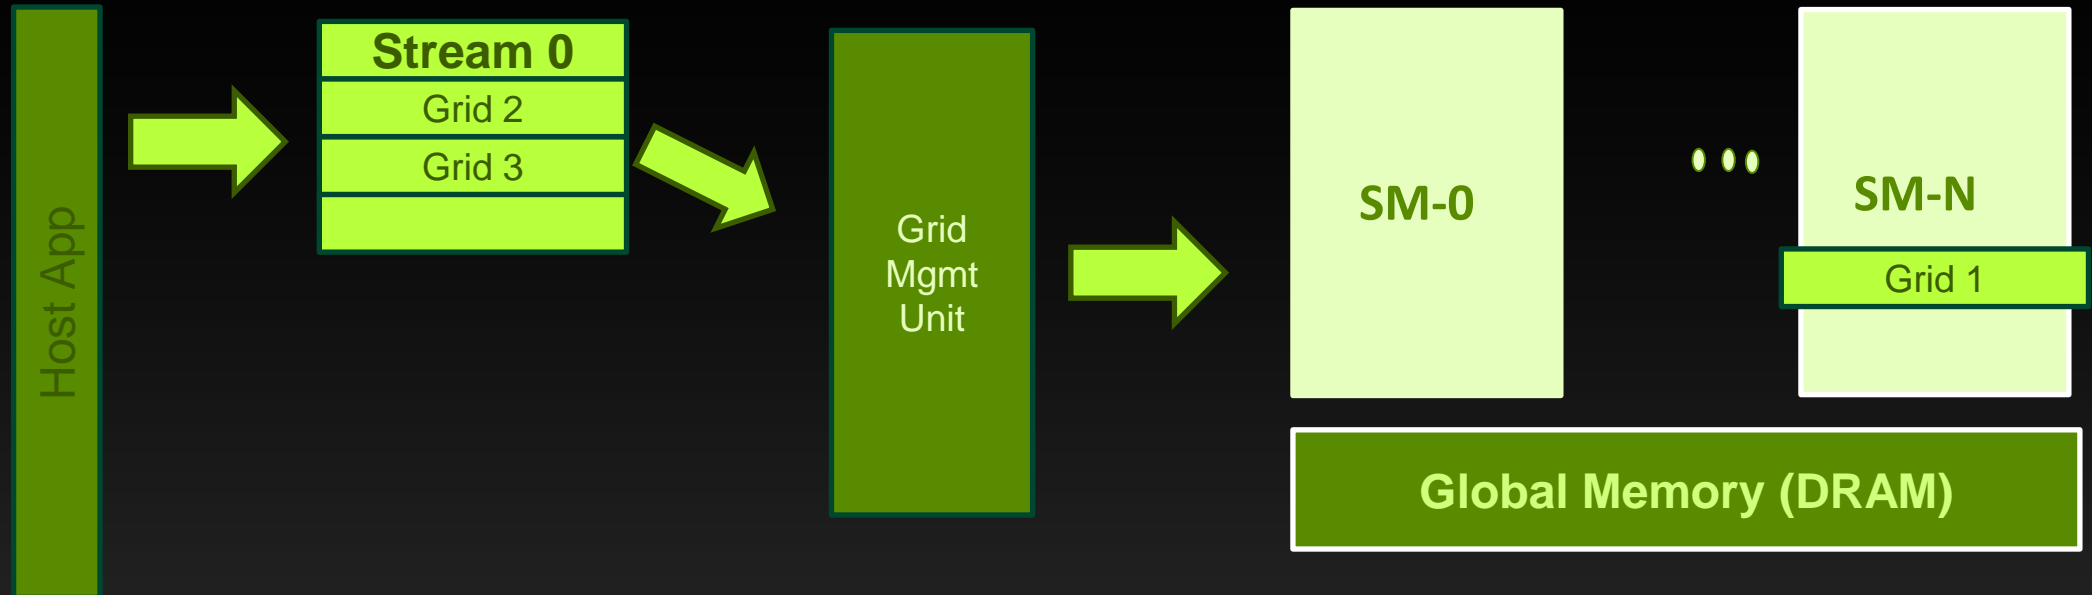 Host App
Stream 0
Grid 2
Grid 3
Grid
Mgmt
Unit
SM-0
SM-N
Grid 1
Global Memory (DRAM)